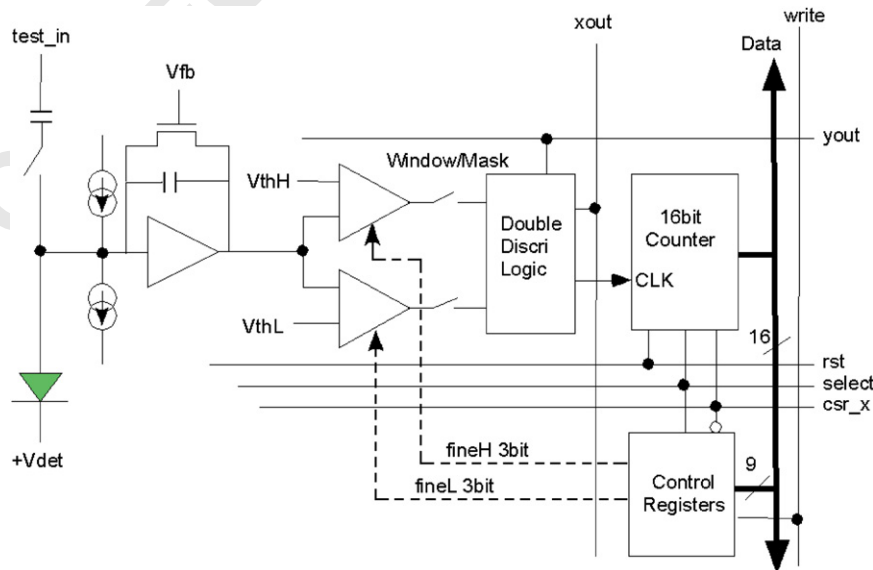 write
xout
test_in
Data
Vfb
yout
Window/Mask
VthH
Double
Discri
Logic
16bit
Counter
CLK
VthL
16
rst
select
csr_x
+Vdet
fineH 3bit
fineL 3bit
9
Control
Registers